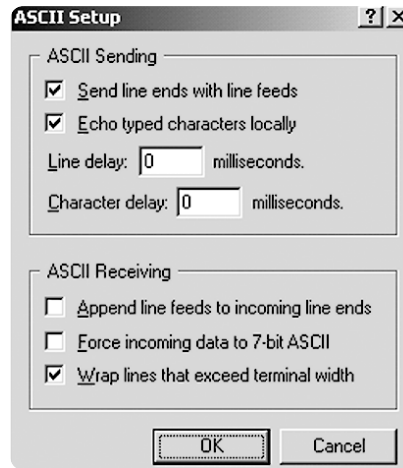 ASCII Setup
ASCII Sending
Send line ends with line feeds
Echo typed characters locally
Line delay: 0 milliseconds.
Character delay: 0 milliseconds.
ASCII Receiving
Append line feeds to incoming line ends
Force incoming data to 7-bit ASCII
Wrap lines that exceed terminal width
OK Cancel